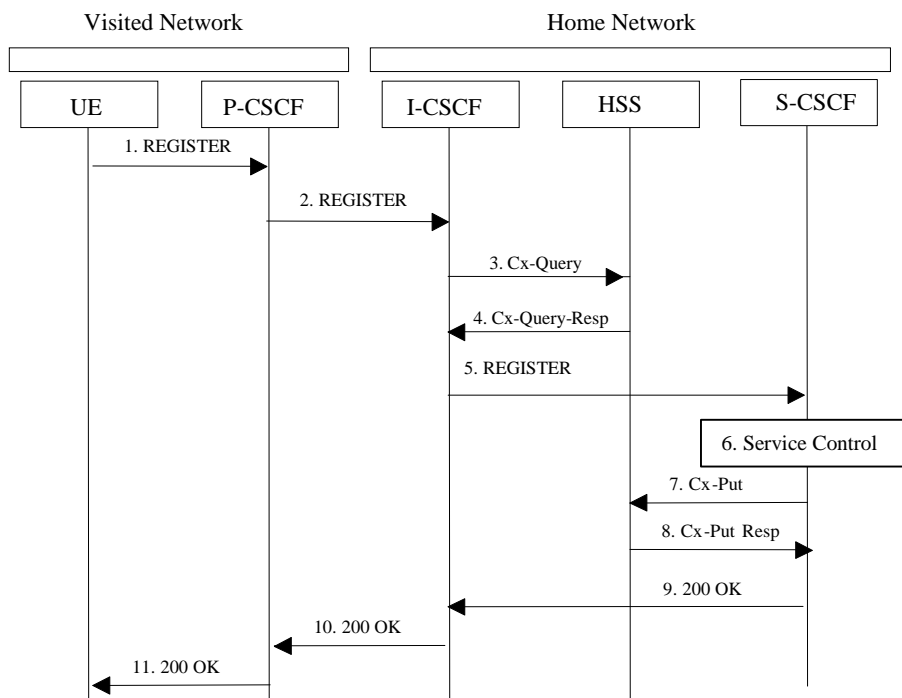 Visited Network
Home Network
UE
P-CSCF
I-CSCF
HSS
S-CSCF
1. REGISTER
2. REGISTER
3. Cx-Query
4. Cx-Query-Resp
5. REGISTER
6. Service Control
7. Cx-Put
8. Cx-Put Resp
9. 200 OK
10. 200 OK
11. 200 OK